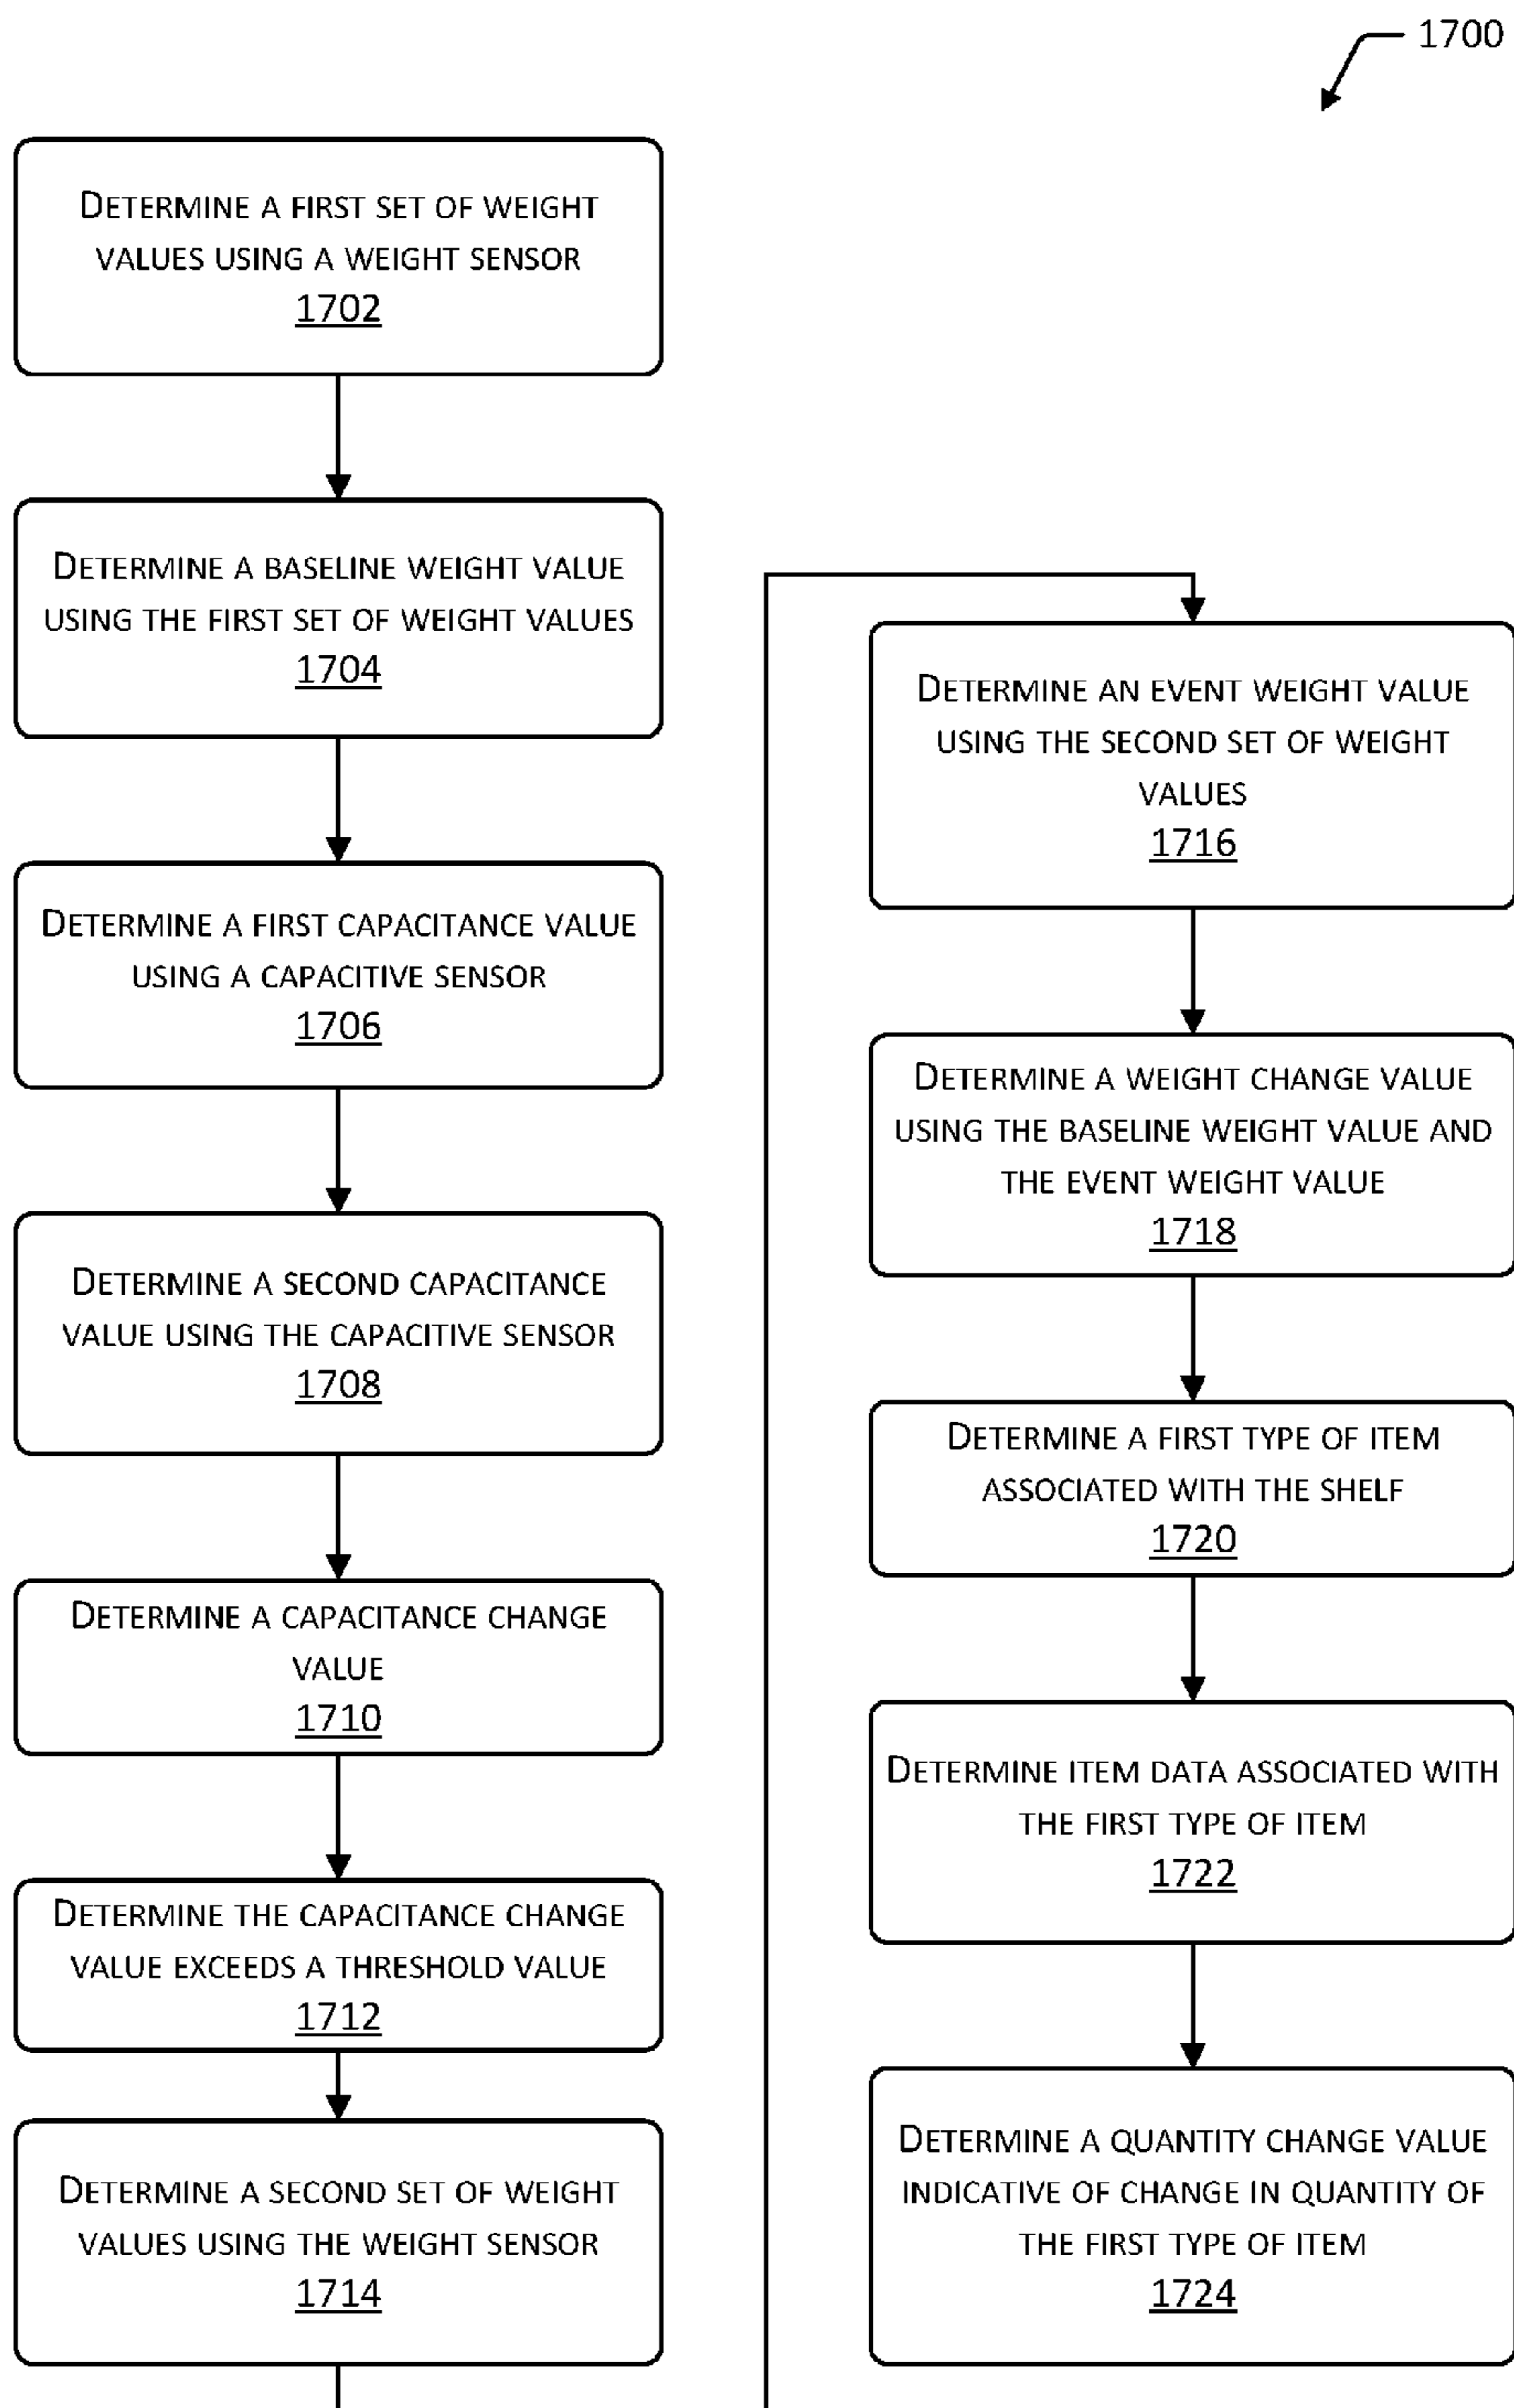 1700
DETERMINE A FIRST SET OF WEIGHT
VALUES USING A WEIGHT SENSOR
1702
DETERMINE A BASELINE WEIGHT VALUE
USING THE FIRST SET OF WEIGHT VALUES
1704
DETERMINE A FIRST CAPACITANCE VALUE
USING A CAPACITIVE SENSOR
1706
DETERMINE A SECOND CAPACITANCE
VALUE USING THE CAPACITIVE SENSOR
1708
DETERMINE A CAPACITANCE CHANGE
VALUE
1710
DETERMINE THE CAPACITANCE CHANGE
VALUE EXCEEDS A THRESHOLD VALUE
1712
DETERMINE A SECOND SET OF WEIGHT
VALUES USING THE WEIGHT SENSOR
1714
DETERMINE AN EVENT WEIGHT VALUE
USING THE SECOND SET OF WEIGHT
VALUES
1716
DETERMINE A WEIGHT CHANGE VALUE
USING THE BASELINE WEIGHT VALUE AND
THE EVENT WEIGHT VALUE
1718
DETERMINE A FIRST TYPE OF ITEM
ASSOCIATED WITH THE SHELF
1720
DETERMINE ITEM DATA ASSOCIATED WITH
THE FIRST TYPE OF ITEM
1722
DETERMINE A QUANTITY CHANGE VALUE
INDICATIVE OF CHANGE IN QUANTITY OF
THE FIRST TYPE OF ITEM
1724